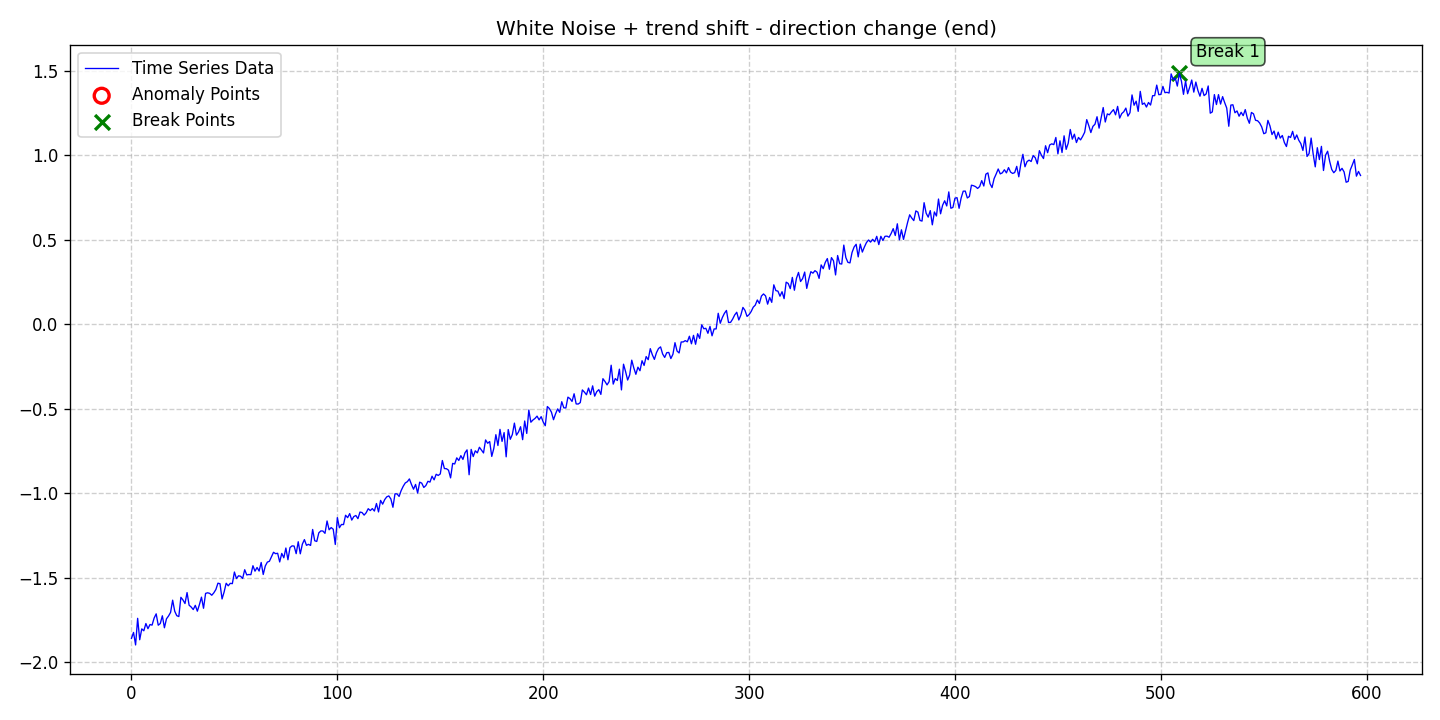 White Noise + trend shift - direction change (end)
Break 1
Time Series Data
Anomaly Points
Break Points
1.5
1.0
0.5
0.0
−0.5
−1.0
−1.5
−2.0
0 100 200 300 400 500 600